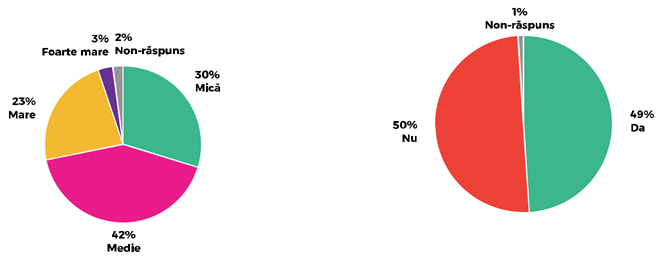 3%
Foarte mare
2%
Non-răspuns
30%
Mică
23%
Mare
42%
Medie
1%
Non-răspuns
50%
Nu
49%
Da